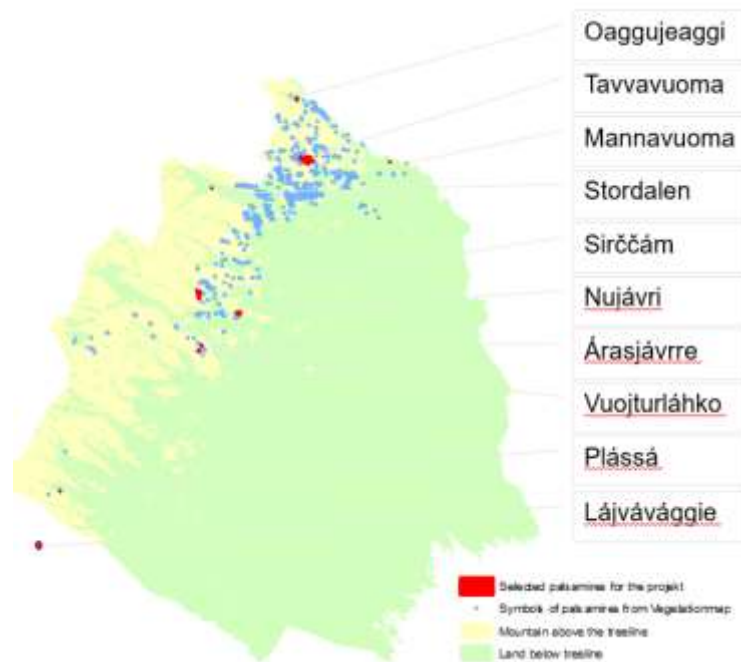 Oaggujeaggi
Tavvavuoma
Mannavuoma
Stordalen
Sirččám
Nujávri
Árasjávrre
Vuojturláhko
Plássá
Lájvávággie
Selected palsamires for the projekt
Symbols of palsamires from Vegetationmap
Mountain above the treeline
Land below treeline